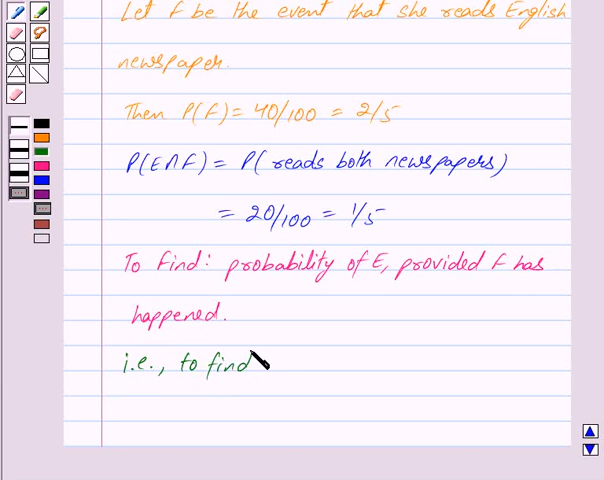 Let F be the event that she reads English
newspaper.
Then P(F) = 40/100 = 2/5
P(E∩F) = P( reads both newspapers)
= 20/100 = 1/5
To Find: probability of E, provided F has
happened.
i.e., to find